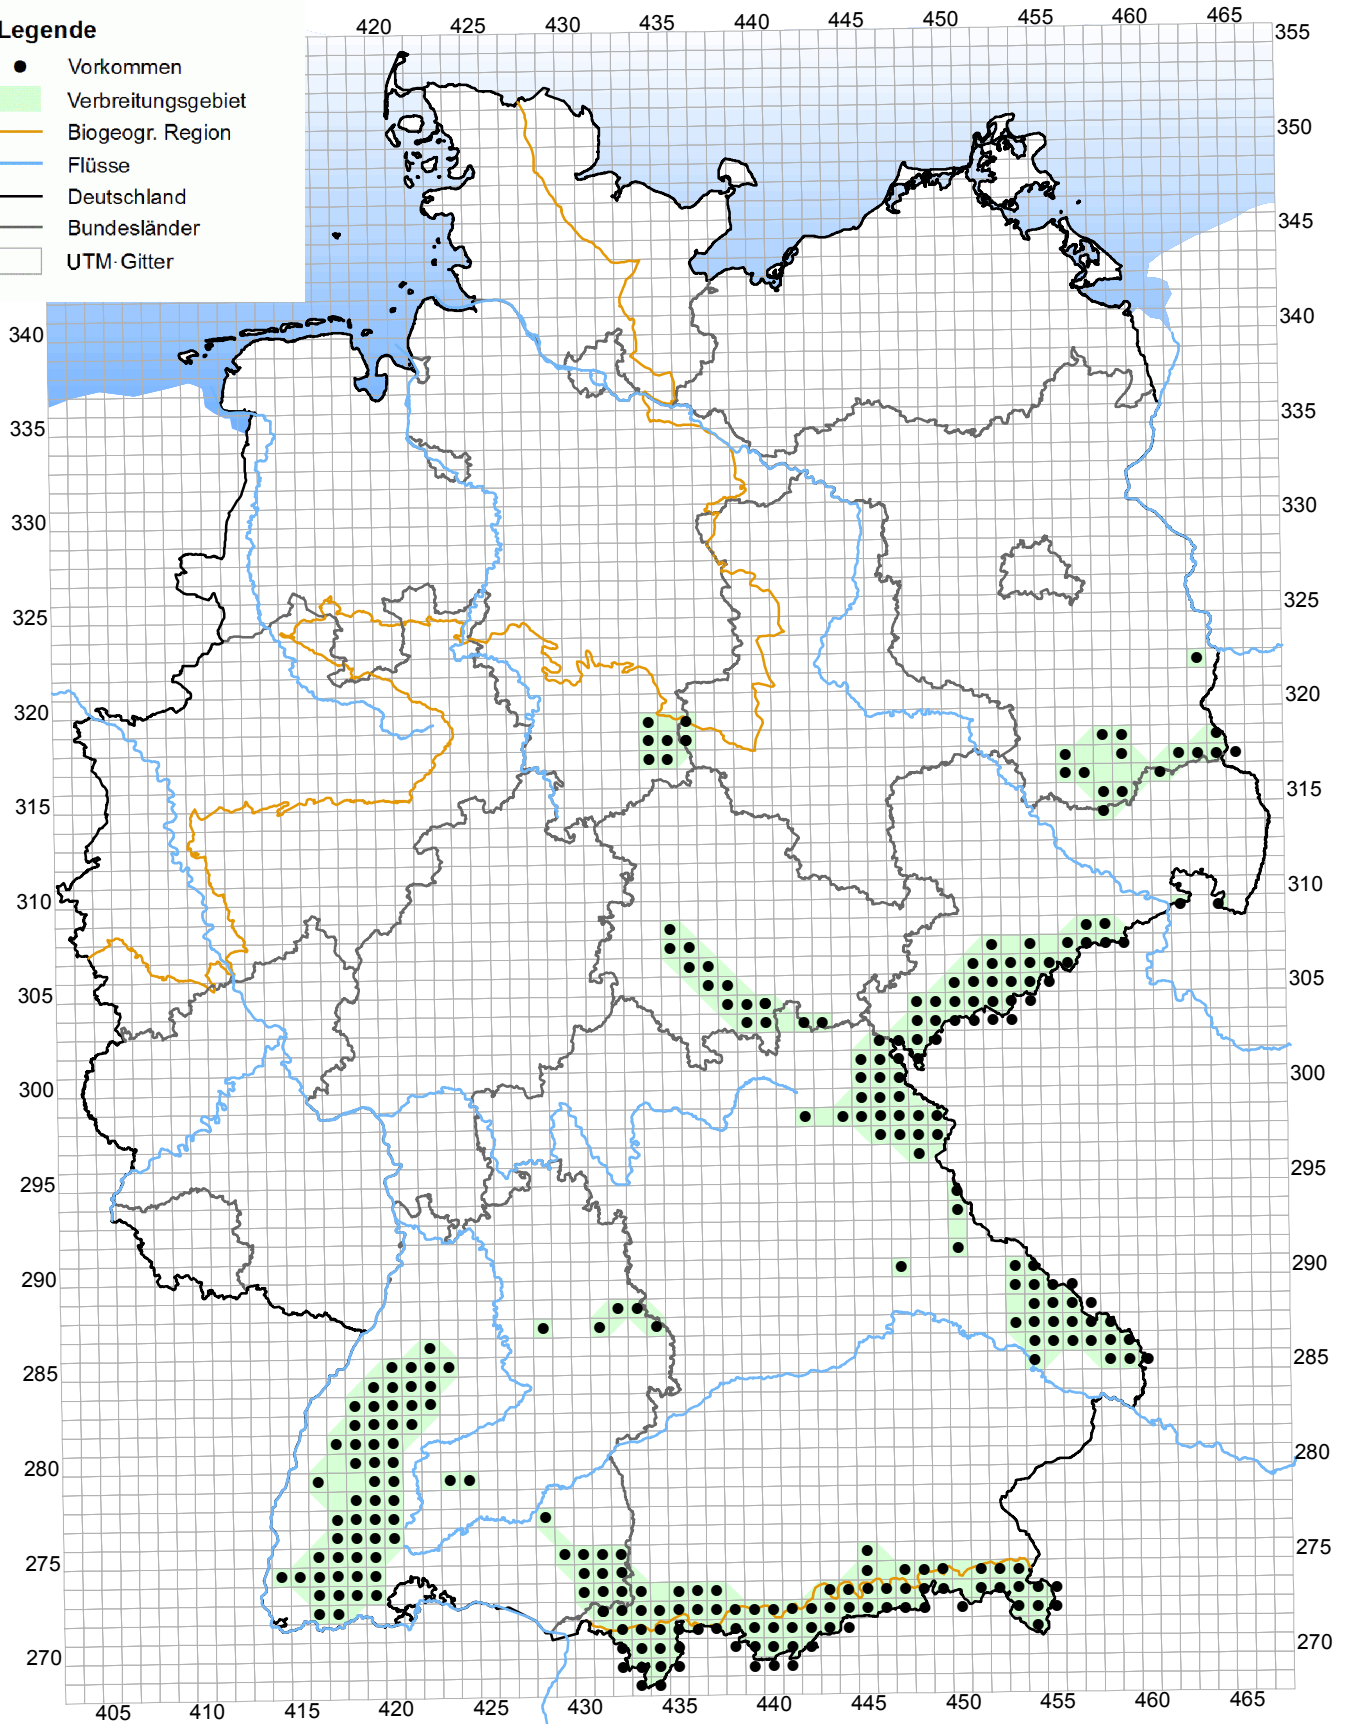 Legende
Vorkommen
Verbreitungsgebiet
Biogeogr. Region
Flüsse
Deutschland
Bundesländer
UTM-Gitter
420 425 430 435 440 445 450 455 460 465
355
350
345
340 340
335 335
330 330
325 325
320 320
315 315
310 310
305 305
300 300
295 295
290 290
285 285
280 280
275 275
270 270
405 410 415 420 425 430 435 440 445 450 455 460 465